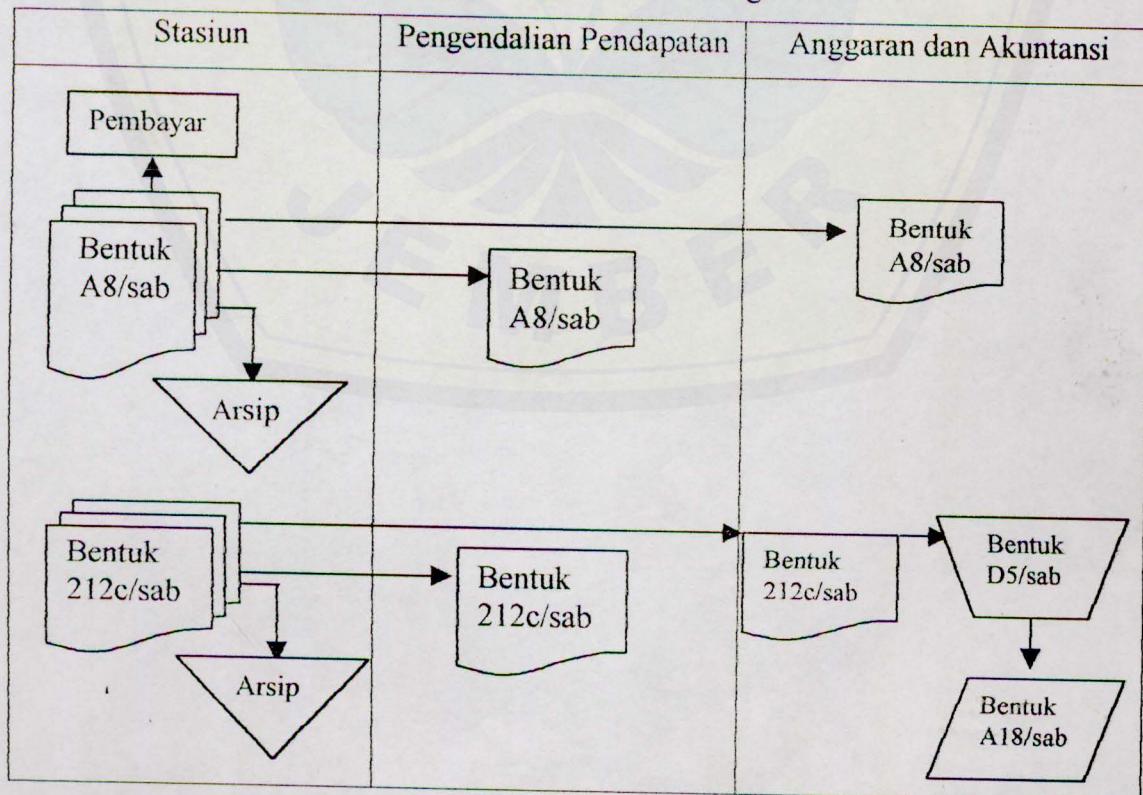 Stasiun
Pengendalian Pendapatan
Anggaran dan Akuntansi
Pembayar
Bentuk
A8/sab
Bentuk
A8/sab
Bentuk
A8/sab
Arsip
JEMBER
Bentuk
212c/sab
Bentuk
212c/sab
Bentuk
212c/sab
Bentuk
D5/sab
Arsip
Bentuk
A18/sab